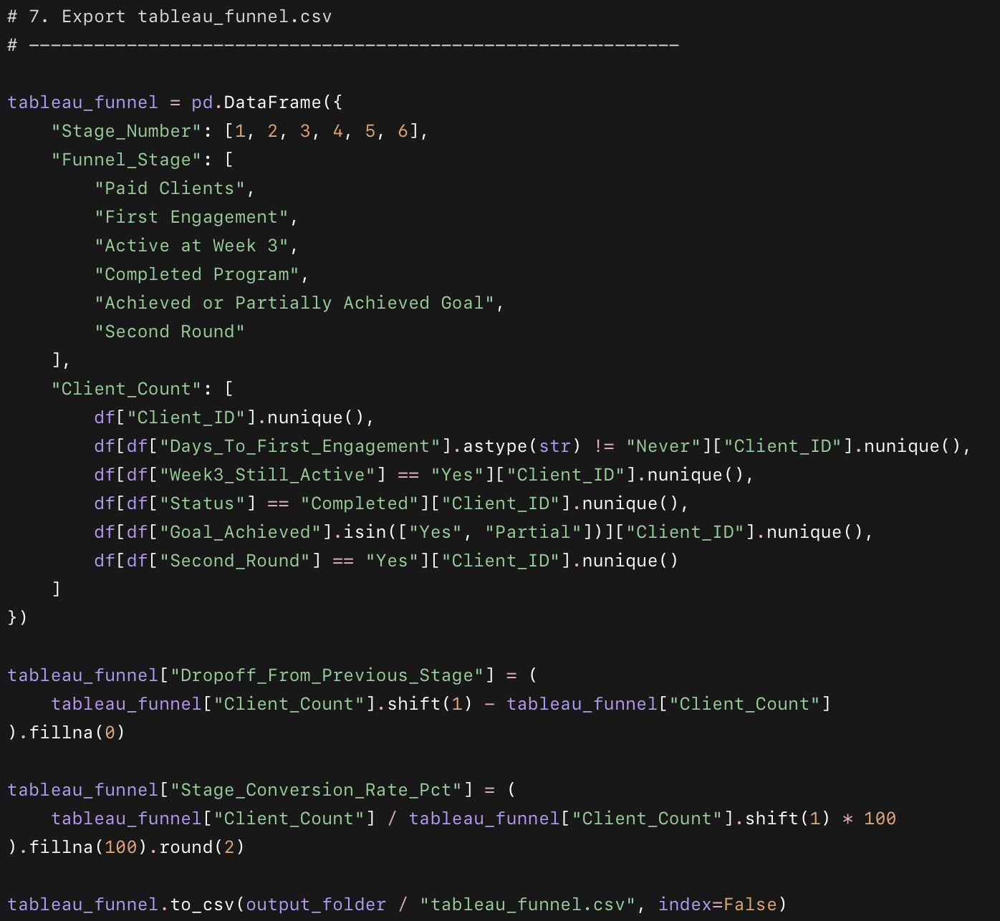 # 7. Export tableau_funnel.csv
# ------------------------------------------------------------
tableau_funnel = pd.DataFrame({
    "Stage_Number": [1, 2, 3, 4, 5, 6],
    "Funnel_Stage": [
        "Paid Clients",
        "First Engagement",
        "Active at Week 3",
        "Completed Program",
        "Achieved or Partially Achieved Goal",
        "Second Round"
    ],
    "Client_Count": [
        df["Client_ID"].nunique(),
        df[df["Days_To_First_Engagement"].astype(str) != "Never"]["Client_ID"].nunique(),
        df[df["Week3_Still_Active"] == "Yes"]["Client_ID"].nunique(),
        df[df["Status"] == "Completed"]["Client_ID"].nunique(),
        df[df["Goal_Achieved"].isin(["Yes", "Partial"])]["Client_ID"].nunique(),
        df[df["Second_Round"] == "Yes"]["Client_ID"].nunique()
    ]
})
tableau_funnel["Dropoff_From_Previous_Stage"] = (
    tableau_funnel["Client_Count"].shift(1) - tableau_funnel["Client_Count"]
).fillna(0)
tableau_funnel["Stage_Conversion_Rate_Pct"] = (
    tableau_funnel["Client_Count"] / tableau_funnel["Client_Count"].shift(1) * 100
).fillna(100).round(2)
tableau_funnel.to_csv(output_folder / "tableau_funnel.csv", index=False)